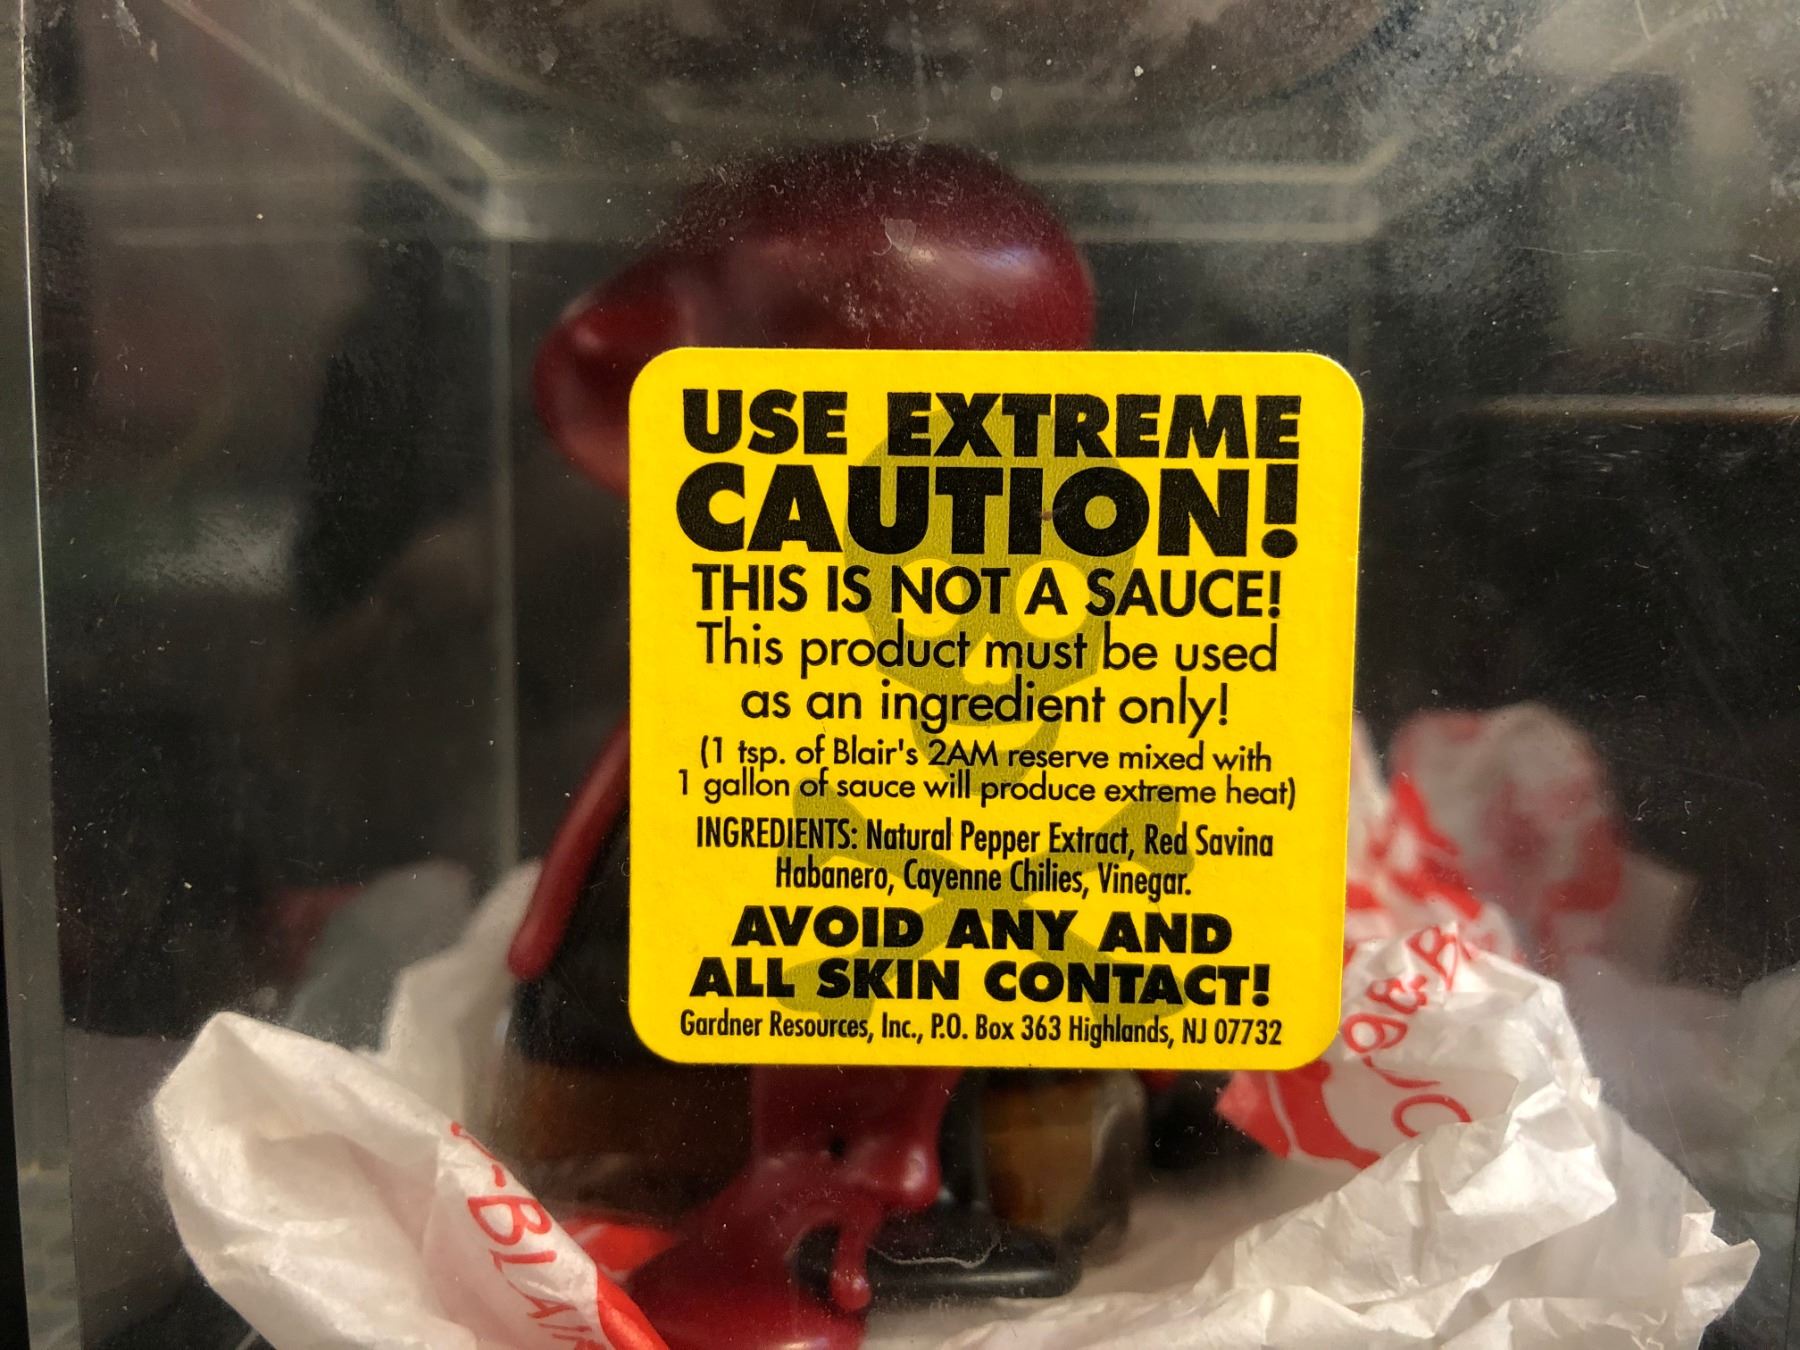 USE EXTREME
CAUTION!
THIS IS NOT A SAUCE!
This product must be used
as an ingredient only!
(1 tsp. of Blair's 2AM reserve mixed with
1 gallon of sauce will produce extreme heat)
INGREDIENTS: Natural Pepper Extract, Red Savina
Habanero, Cayenne Chilies, Vinegar.
AVOID ANY AND
ALL SKIN CONTACT!
Gardner Resources, Inc., P.O. Box 363 Highlands, NJ 07732